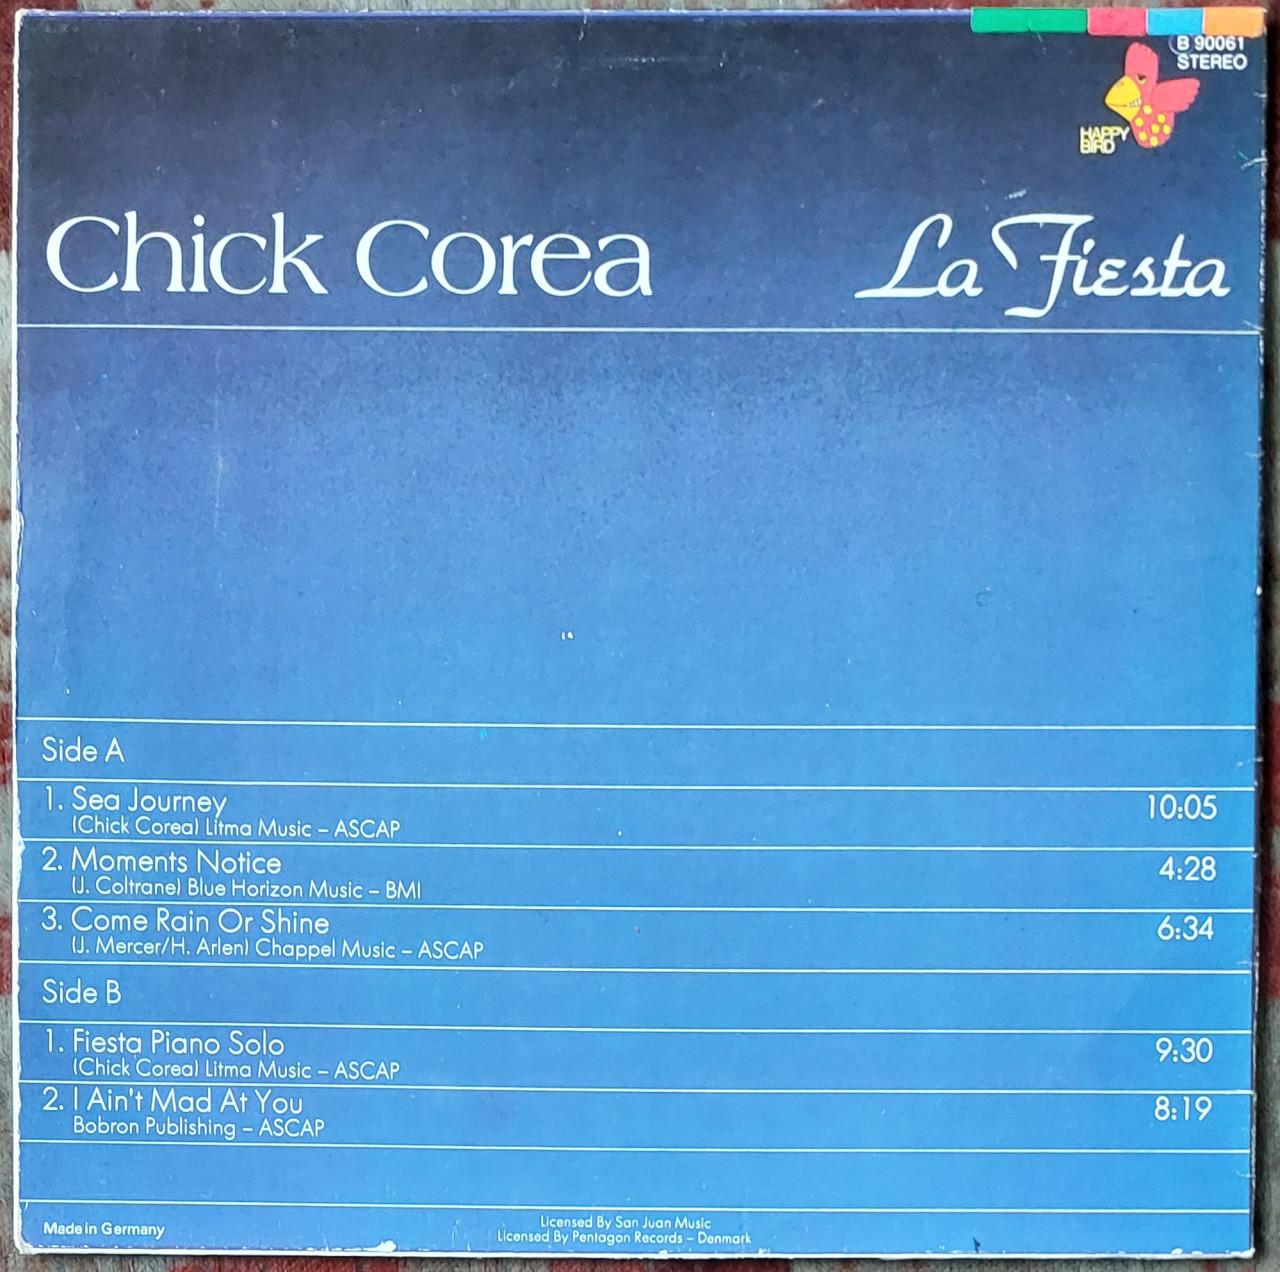 B 90061
STEREO
HAPPY
BIRD
Chick Corea La Fiesta
Side A
1. Sea Journey 10:05
(Chick Corea) Litma Music – ASCAP
2. Moments Notice 4:28
(J. Coltrane) Blue Horizon Music – BMI
3. Come Rain Or Shine 6:34
(J. Mercer/H. Arlen) Chappel Music – ASCAP
Side B
1. Fiesta Piano Solo 9:30
(Chick Corea) Litma Music – ASCAP
2. I Ain't Mad At You 8:19
Bobron Publishing – ASCAP
Made in Germany
Licensed By San Juan Music
Licensed By Pentagon Records – Denmark